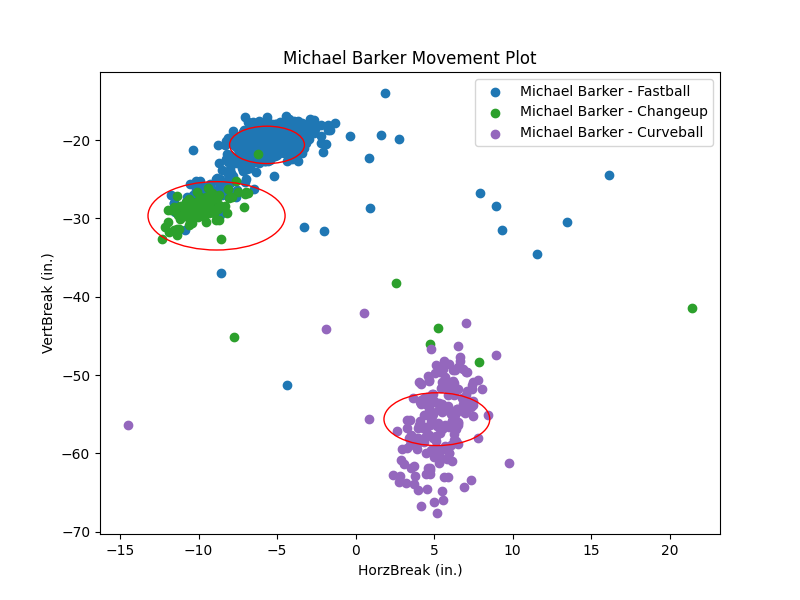 Michael Barker Movement Plot
Michael Barker - Fastball
Michael Barker - Changeup
Michael Barker - Curveball
VertBreak (in.)
−20
−30
−40
−50
−60
−70
−15
−10
−5
0
5
10
15
20
HorzBreak (in.)